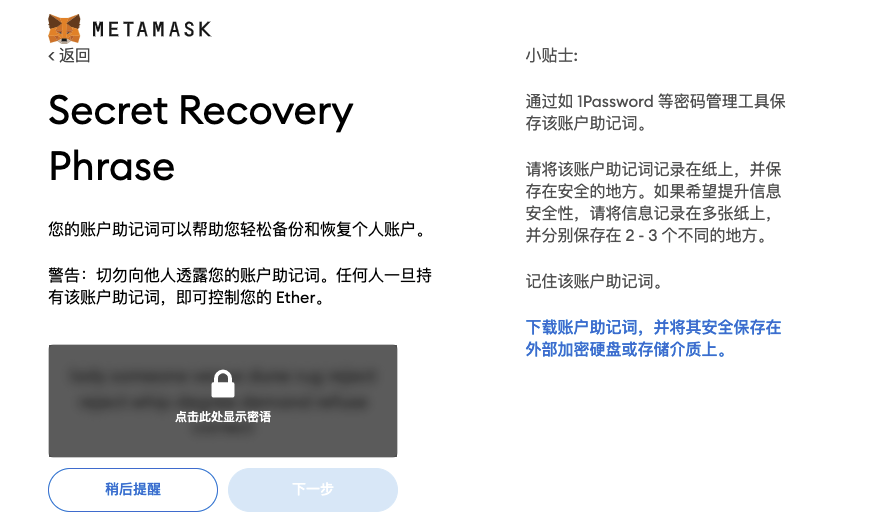 METAMASK
< 返回
Secret Recovery
Phrase
您的账户助记词可以帮助您轻松备份和恢复个人账户。
警告：切勿向他人透露您的账户助记词。任何人一旦持
有该账户助记词，即可控制您的 Ether。
点击此处显示密语
稍后提醒
下一步
小贴士:
通过如 1Password 等密码管理工具保
存该账户助记词。
请将该账户助记词记录在纸上，并保
存在安全的地方。如果希望提升信息
安全性，请将信息记录在多张纸上，
并分别保存在 2 - 3 个不同的地方。
记住该账户助记词。
下载账户助记词，并将其安全保存在
外部加密硬盘或存储介质上。